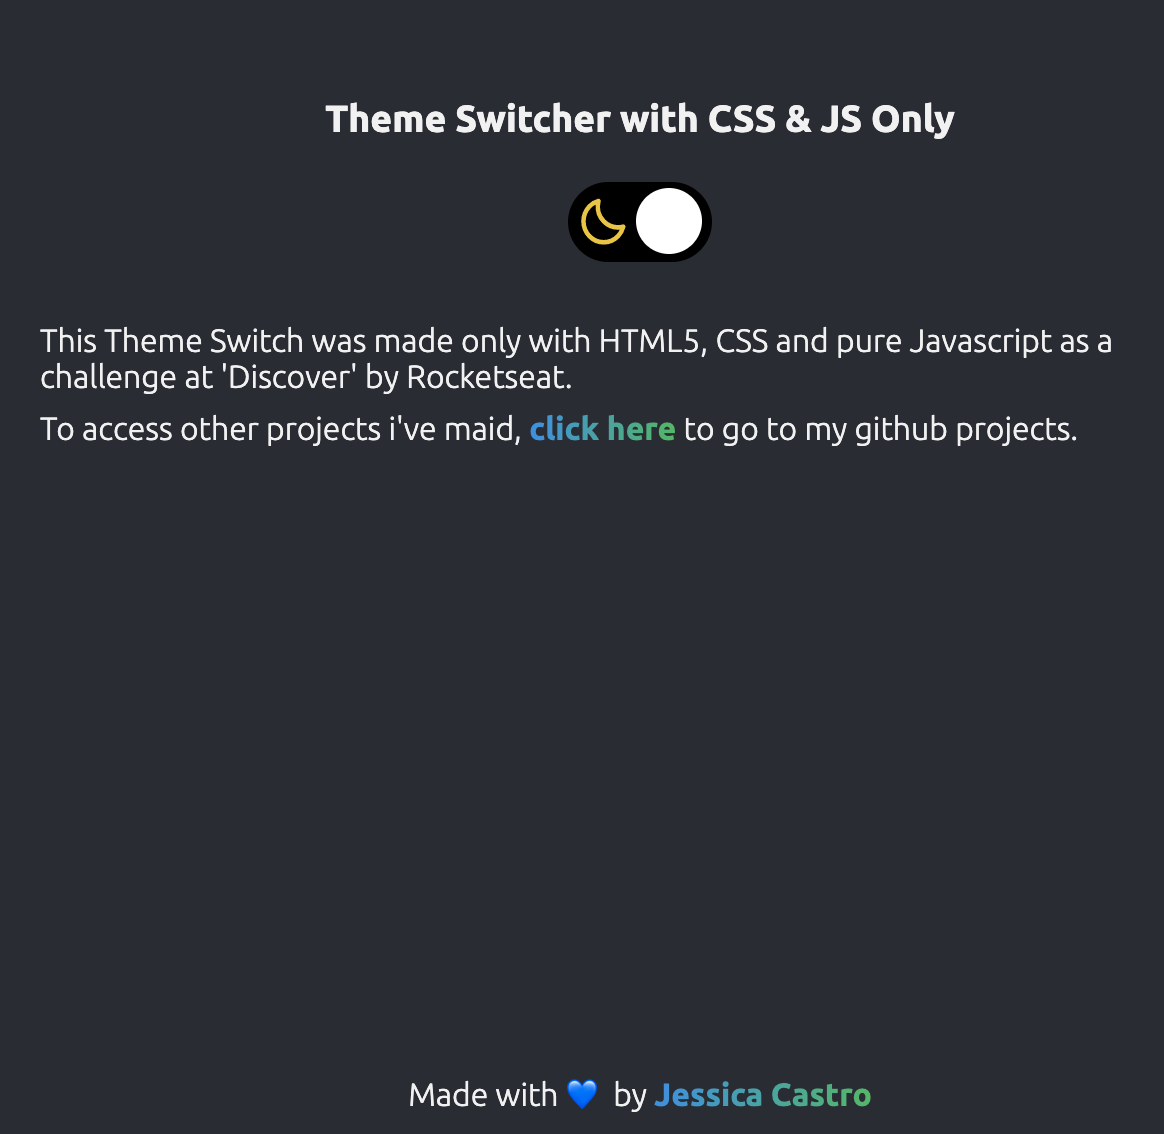 Theme Switcher with CSS & JS Only
This Theme Switch was made only with HTML5, CSS and pure Javascript as a
challenge at 'Discover' by Rocketseat.
To access other projects i've maid, click here to go to my github projects.
Made with 💙 by Jessica Castro